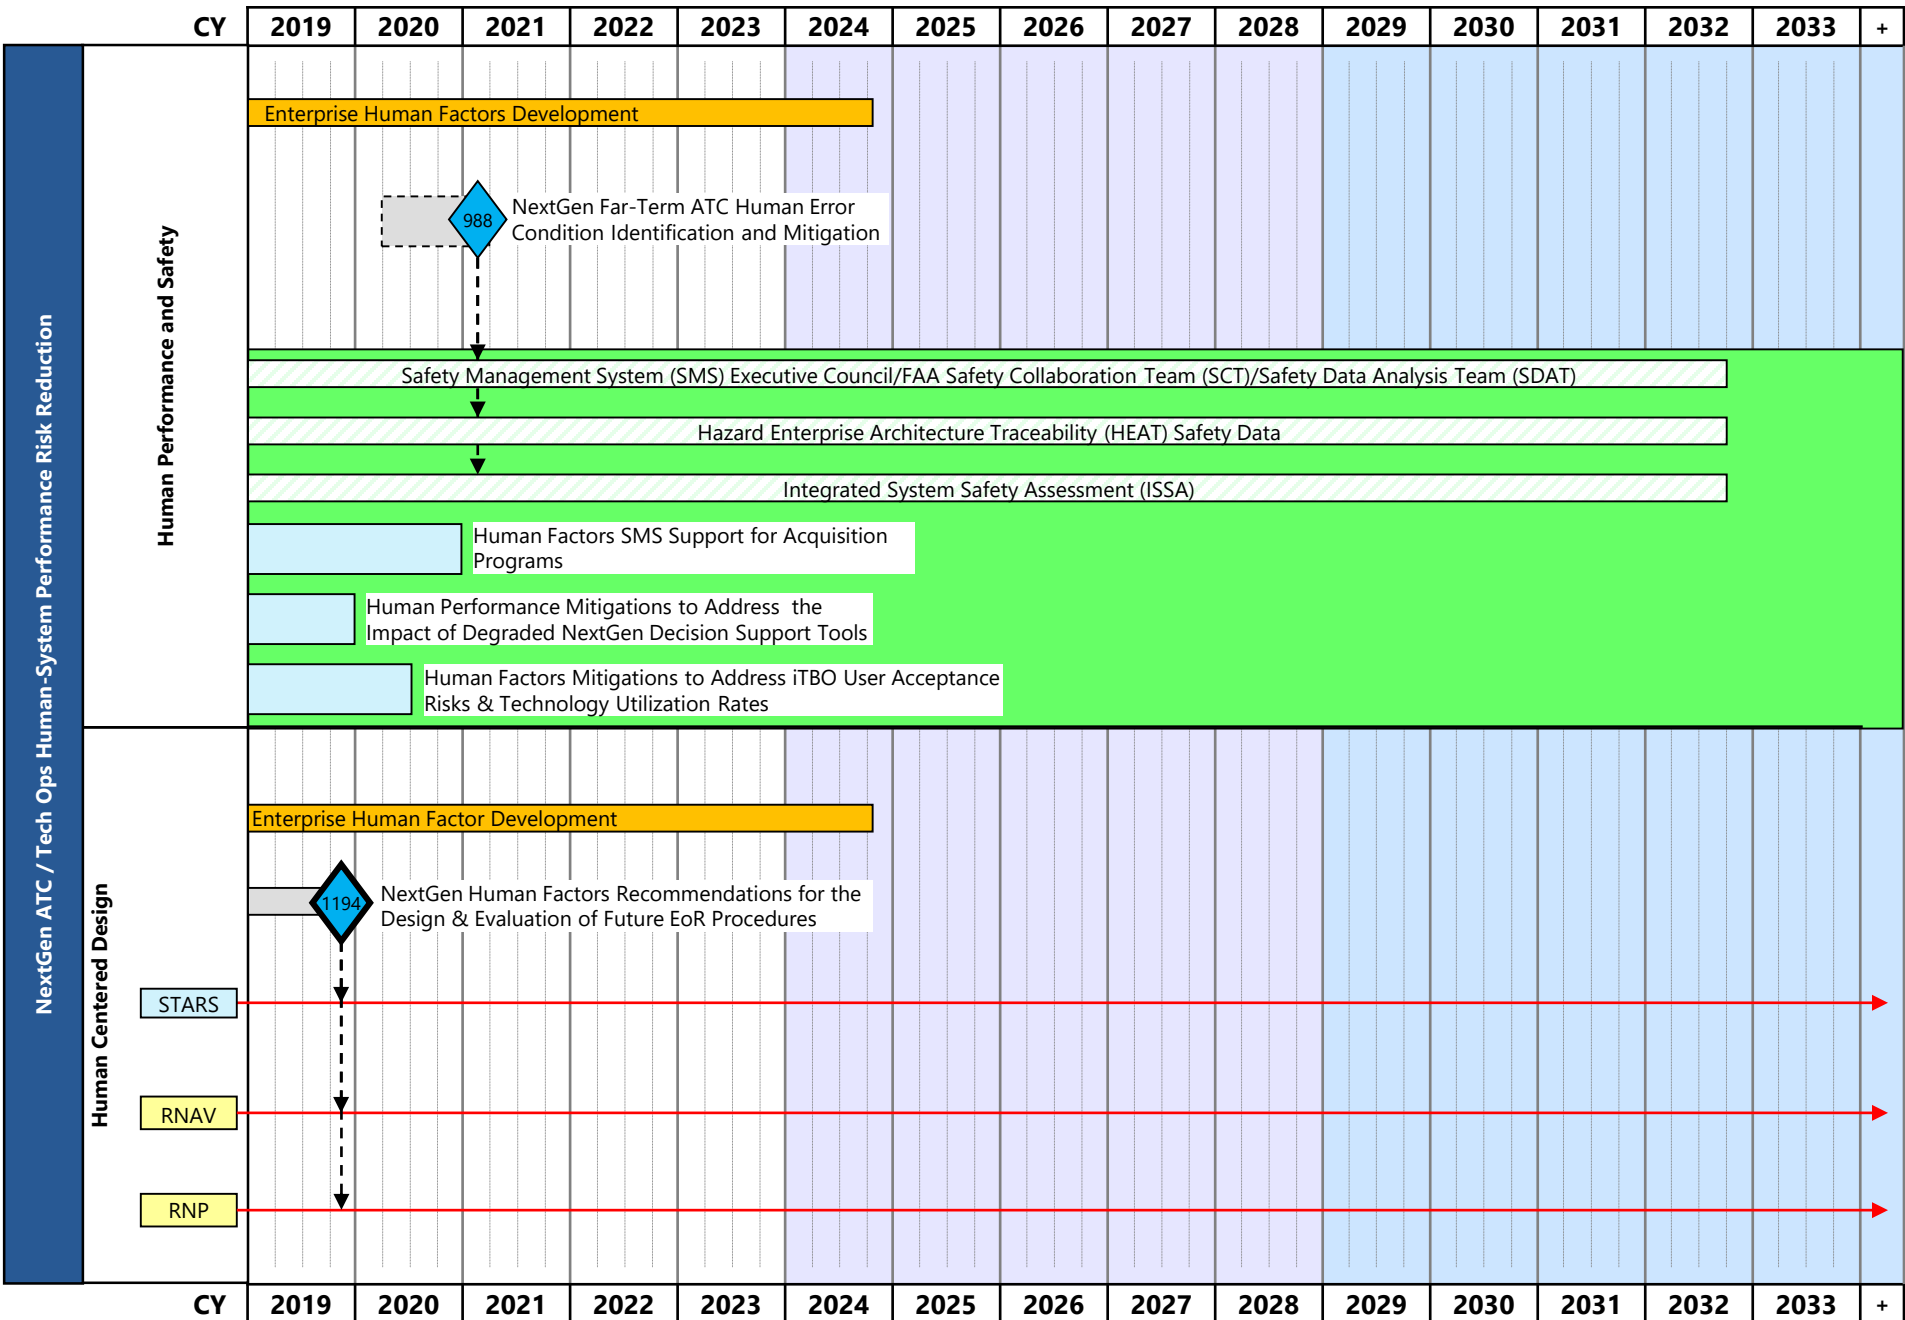 CY 2019 2020 2021 2022 2023 2024 2025 2026 2027 2028 2029 2030 2031 2032 2033 +
NextGen ATC / Tech Ops Human-System Performance Risk Reduction
Human Performance and Safety
Enterprise Human Factors Development
988
NextGen Far-Term ATC Human Error
Condition Identification and Mitigation
Safety Management System (SMS) Executive Council/FAA Safety Collaboration Team (SCT)/Safety Data Analysis Team (SDAT)
Hazard Enterprise Architecture Traceability (HEAT) Safety Data
Integrated System Safety Assessment (ISSA)
Human Factors SMS Support for Acquisition
Programs
Human Performance Mitigations to Address  the
Impact of Degraded NextGen Decision Support Tools
Human Factors Mitigations to Address iTBO User Acceptance
Risks & Technology Utilization Rates
Human Centered Design
Enterprise Human Factor Development
1194
NextGen Human Factors Recommendations for the
Design & Evaluation of Future EoR Procedures
STARS
RNAV
RNP
CY 2019 2020 2021 2022 2023 2024 2025 2026 2027 2028 2029 2030 2031 2032 2033 +